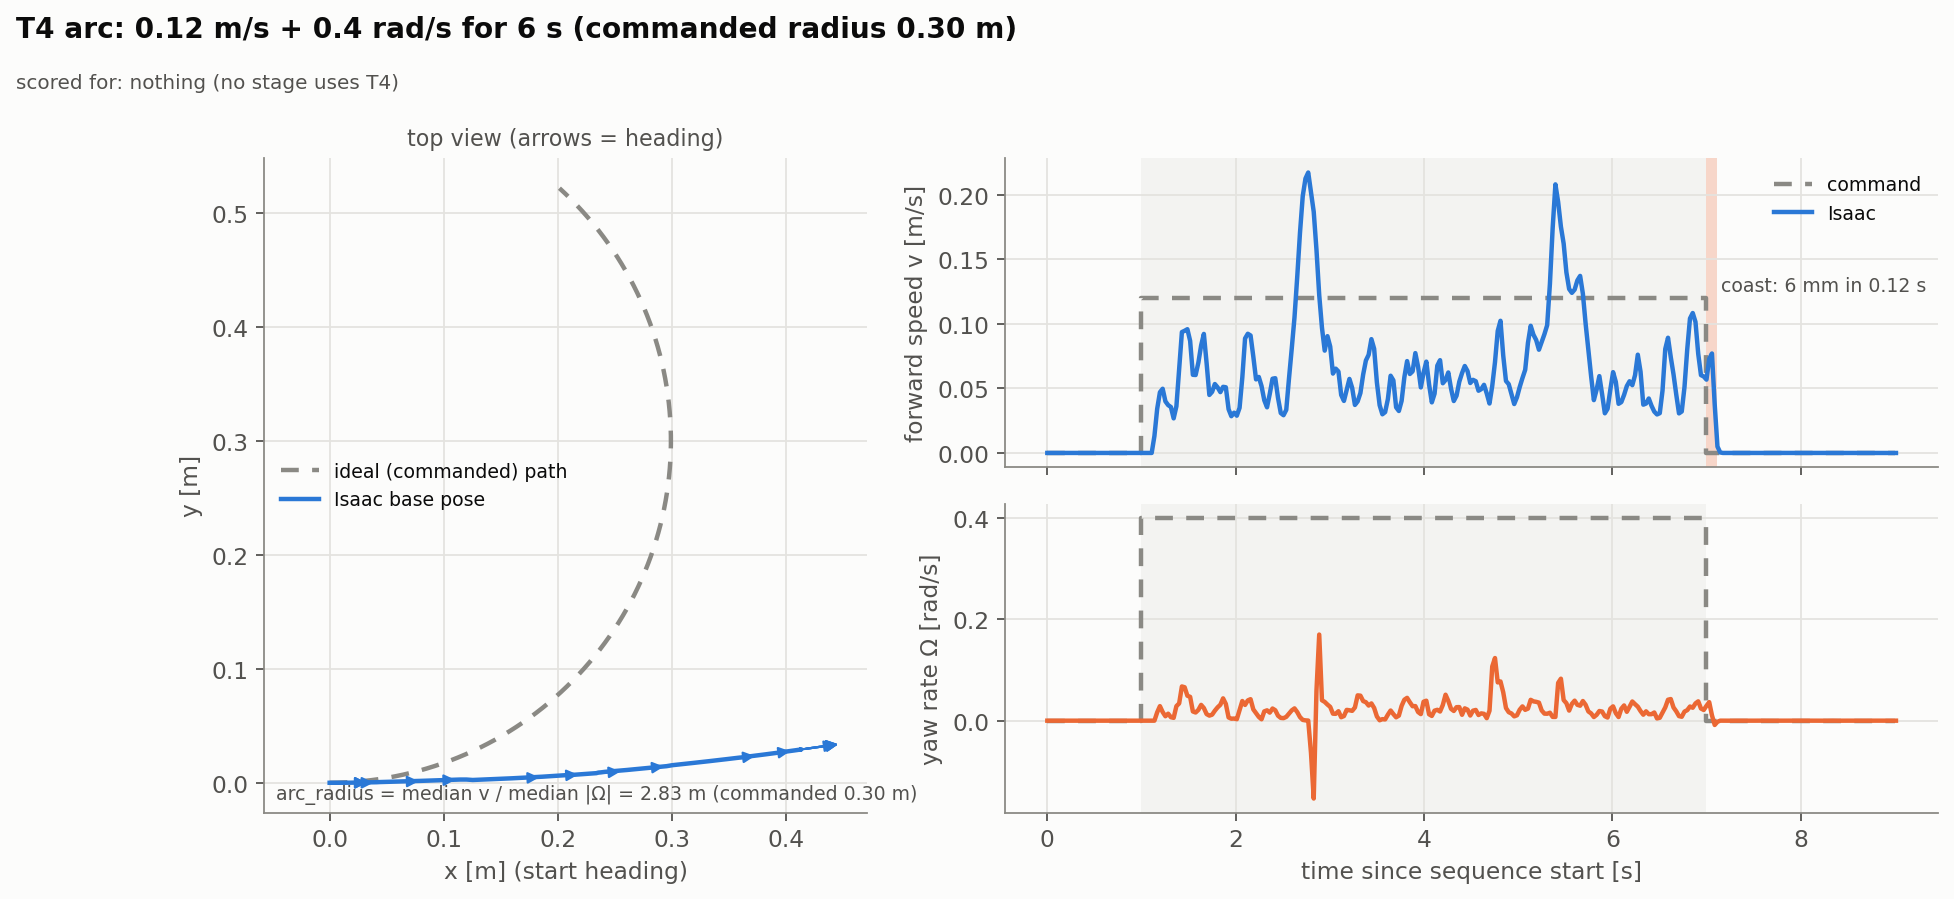 T4 arc: 0.12 m/s + 0.4 rad/s for 6 s (commanded radius 0.30 m)
scored for: nothing (no stage uses T4)
top view (arrows = heading)
0.5
0.4
0.3
0.2
0.1
0.0
y [m]
ideal (commanded) path
Isaac base pose
arc_radius = median v / median |Ω| = 2.83 m (commanded 0.30 m)
0.0 0.1 0.2 0.3 0.4
x [m] (start heading)
forward speed v [m/s]
0.20
0.15
0.10
0.05
0.00
command
Isaac
coast: 6 mm in 0.12 s
yaw rate Ω [rad/s]
0.4
0.2
0.0
0 2 4 6 8
time since sequence start [s]